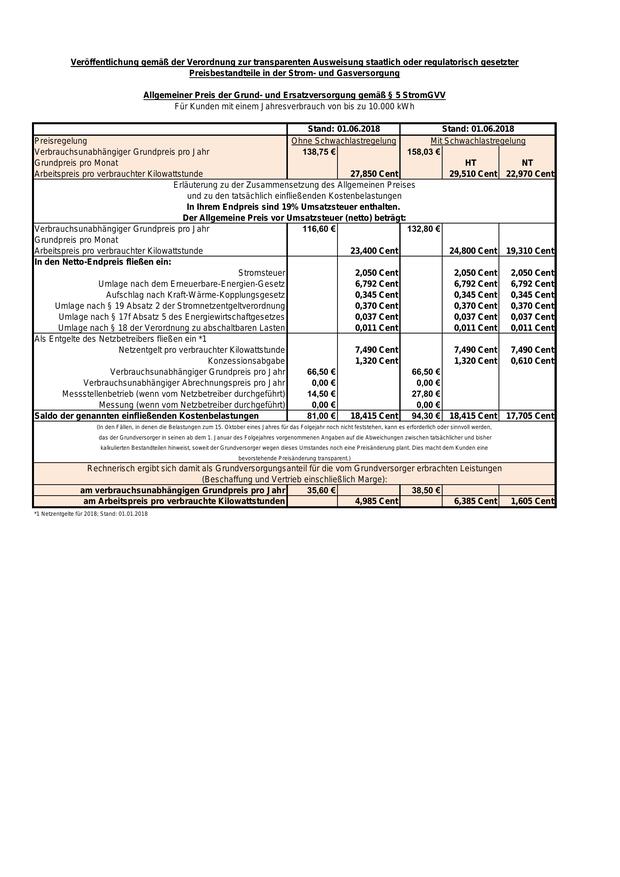 Veröffentlichung gemäß der Verordnung zur transparenten Ausweisung staatlich oder regulatorisch gesetzter
Preisbestandteile in der Strom- und Gasversorgung
Allgemeiner Preis der Grund- und Ersatzversorgung gemäß § 5 StromGVV
Für Kunden mit einem Jahresverbrauch von bis zu 10.000 kWh
Stand: 01.06.2018 Stand: 01.06.2018
Preisregelung Ohne Schwachlastregelung Mit Schwachlastregelung
Verbrauchsunabhängiger Grundpreis pro Jahr 138,75 € 158,03 €
Grundpreis pro Monat HT NT
Arbeitspreis pro verbrauchter Kilowattstunde 27,850 Cent 29,510 Cent 22,970 Cent
Erläuterung zu der Zusammensetzung des Allgemeinen Preises
und zu den tatsächlich einfließenden Kostenbelastungen
In Ihrem Endpreis sind 19% Umsatzsteuer enthalten.
Der Allgemeine Preis vor Umsatzsteuer (netto) beträgt:
Verbrauchsunabhängiger Grundpreis pro Jahr 116,60 € 132,80 €
Grundpreis pro Monat
Arbeitspreis pro verbrauchter Kilowattstunde 23,400 Cent 24,800 Cent 19,310 Cent
In den Netto-Endpreis fließen ein:
Stromsteuer 2,050 Cent 2,050 Cent 2,050 Cent
Umlage nach dem Erneuerbare-Energien-Gesetz 6,792 Cent 6,792 Cent 6,792 Cent
Aufschlag nach Kraft-Wärme-Kopplungsgesetz 0,345 Cent 0,345 Cent 0,345 Cent
Umlage nach § 19 Absatz 2 der Stromnetzentgeltverordnung 0,370 Cent 0,370 Cent 0,370 Cent
Umlage nach § 17f Absatz 5 des Energiewirtschaftgesetzes 0,037 Cent 0,037 Cent 0,037 Cent
Umlage nach § 18 der Verordnung zu abschaltbaren Lasten 0,011 Cent 0,011 Cent 0,011 Cent
Als Entgelte des Netzbetreibers fließen ein *1
Netzentgelt pro verbrauchter Kilowattstunde 7,490 Cent 7,490 Cent 7,490 Cent
Konzessionsabgabe 1,320 Cent 1,320 Cent 0,610 Cent
Verbrauchsunabhängiger Grundpreis pro Jahr 66,50 € 66,50 €
Verbrauchsunabhängiger Abrechnungspreis pro Jahr 0,00 € 0,00 €
Messstellenbetrieb (wenn vom Netzbetreiber durchgeführt) 14,50 € 27,80 €
Messung (wenn vom Netzbetreiber durchgeführt) 0,00 € 0,00 €
Saldo der genannten einfließenden Kostenbelastungen 81,00 € 18,415 Cent 94,30 € 18,415 Cent 17,705 Cent
(In den Fällen, in denen die Belastungen zum 15. Oktober eines Jahres für das Folgejahr noch nicht feststehen, kann es erforderlich oder sinnvoll werden,
das der Grundversorger in seinen ab dem 1. Januar des Folgejahres vorgenommenen Angaben auf die Abweichungen zwischen tatsächlicher und bisher
kalkulierten Bestandteilen hinweist, soweit der Grundversorger wegen dieses Umstandes noch eine Preisänderung plant. Dies macht dem Kunden eine
bevorstehende Preisänderung transparent.)
Rechnerisch ergibt sich damit als Grundversorgungsanteil für die vom Grundversorger erbrachten Leistungen
(Beschaffung und Vertrieb einschließlich Marge):
am verbrauchsunabhängigen Grundpreis pro Jahr 35,60 € 38,50 €
am Arbeitspreis pro verbrauchte Kilowattstunden 4,985 Cent 6,385 Cent 1,605 Cent
*1 Netzentgelte für 2018; Stand: 01.01.2018